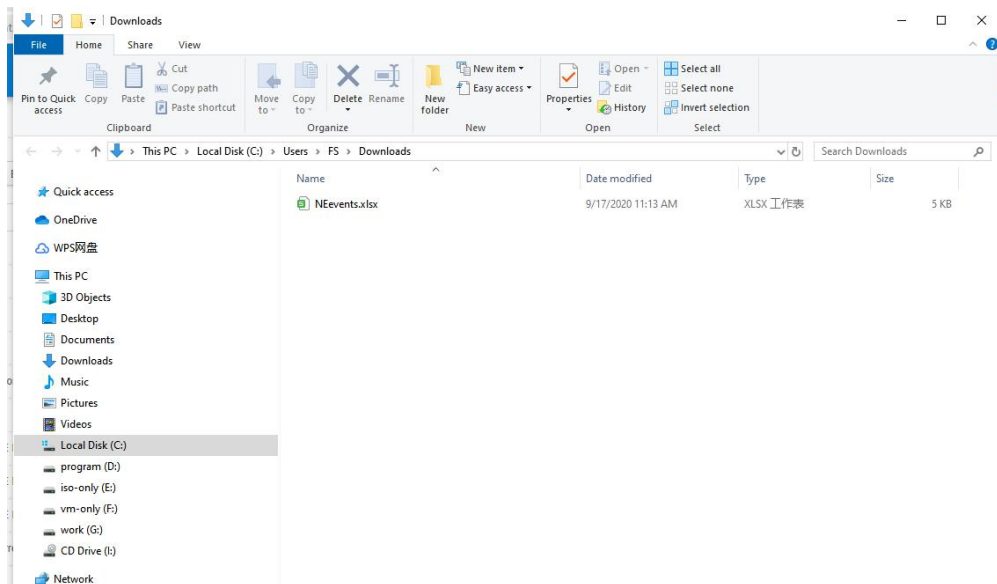 Downloads
File Home Share View
Pin to Quick access
Copy
Paste
Cut
Copy path
Paste shortcut
Clipboard
Move to
Copy to
Delete
Rename
Organize
New folder
New item
Easy access
New
Properties
Open
Edit
History
Open
Select all
Select none
Invert selection
Select
This PC > Local Disk (C:) > Users > FS > Downloads
Search Downloads
Name Date modified Type Size
NEevents.xlsx 9/17/2020 11:13 AM XLSX 工作表 5 KB
Quick access
OneDrive
WPS网盘
This PC
3D Objects
Desktop
Documents
Downloads
Music
Pictures
Videos
Local Disk (C:)
program (D:)
iso-only (E:)
vm-only (F:)
work (G:)
CD Drive (I:)
Network